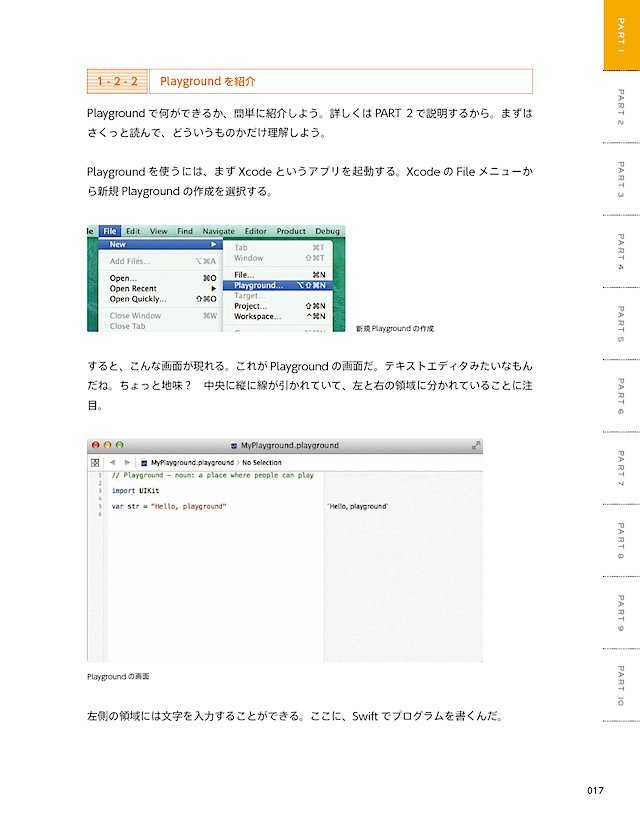 PART 1
PART 2
PART 3
PART 4
PART 5
PART 6
PART 7
PART 8
PART 9
PART 10
1-2-2 Playground を紹介
Playground で何ができるか、簡単に紹介しよう。詳しくは PART 2 で説明するから。まずは
さくっと読んで、どういうものかだけ理解しよう。
Playground を使うには、まず Xcode というアプリを起動する。Xcode の File メニューか
ら新規 Playground の作成を選択する。
le File Edit View Find Navigate Editor Product Debug
New ▶
Add Files... ⌥⌘A
Open... ⌘O
Open Recent ▶
Open Quickly... ⇧⌘O
Close Window ⌘W
Close Tab
Tab ⌘T
Window ⇧⌘T
File... ⌘N
Playground... ⌥⇧⌘N
Target...
Project... ⇧⌘N
Workspace... ^⌘N
新規 Playground の作成
すると、こんな画面が現れる。これが Playground の画面だ。テキストエディタみたいなもん
だね。ちょっと地味？　中央に縦に線が引かれていて、左と右の領域に分かれていることに注
目。
MyPlayground.playground
MyPlayground.playground 〉 No Selection
1 // Playground - noun: a place where people can play
2
3 import UIKit
4
5 var str = "Hello, playground"
6
"Hello, playground"
Playground の画面
左側の領域には文字を入力することができる。ここに、Swift でプログラムを書くんだ。
017